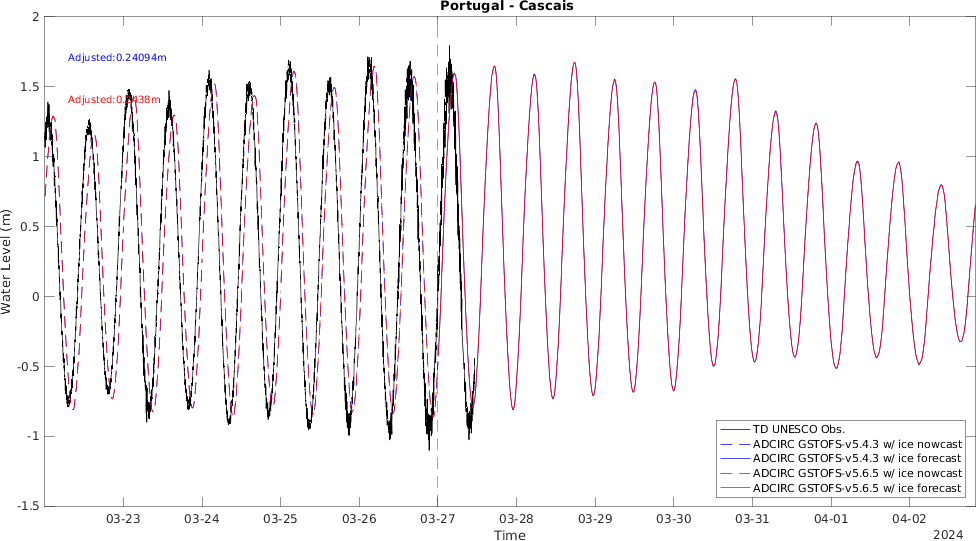 Portugal - Cascais
2
1.5
1
0.5
0
-0.5
-1
-1.5
Water Level (m)
Adjusted:0.24094m
TD UNESCO Obs.
ADCIRC GSTOFS-v5.4.3 w/ ice nowcast
ADCIRC GSTOFS-v5.4.3 w/ ice forecast
ADCIRC GSTOFS-v5.6.5 w/ ice nowcast
ADCIRC GSTOFS-v5.6.5 w/ ice forecast
03-23 03-24 03-25 03-26 03-27 03-28 03-29 03-30 03-31 04-01 04-02
Time
2024